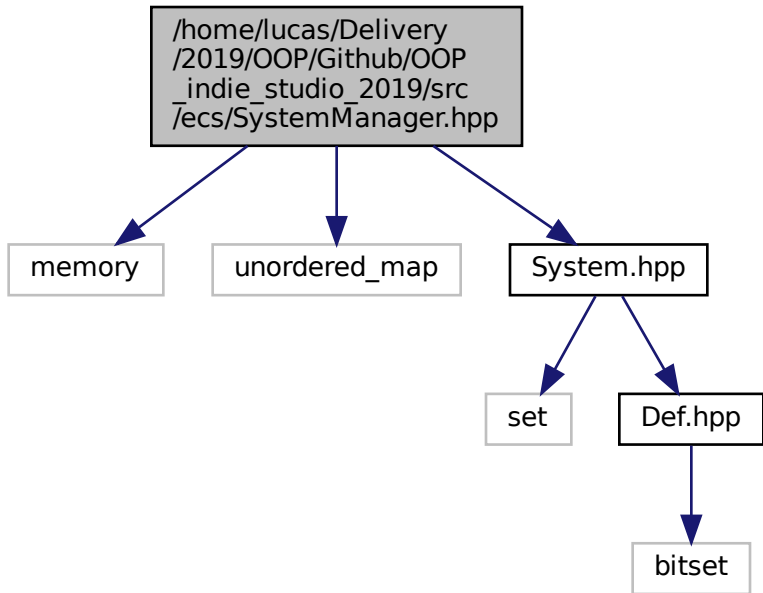 /home/lucas/Delivery
/2019/OOP/Github/OOP
_indie_studio_2019/src
/ecs/SystemManager.hpp
memory
unordered_map
System.hpp
set
Def.hpp
bitset